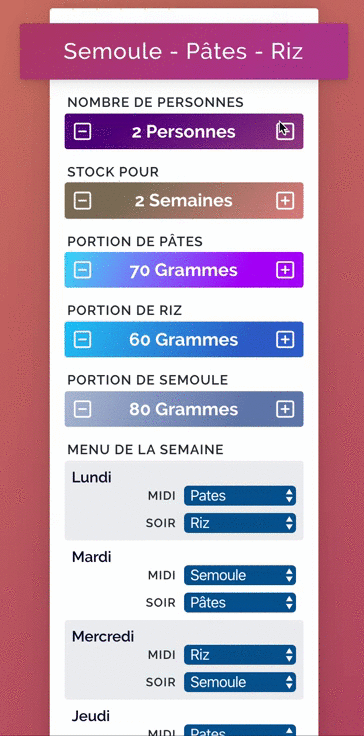 Semoule - Pâtes - Riz
NOMBRE DE PERSONNES
2 Personnes
STOCK POUR
2 Semaines
PORTION DE PÂTES
70 Grammes
PORTION DE RIZ
60 Grammes
PORTION DE SEMOULE
80 Grammes
MENU DE LA SEMAINE
Lundi
MIDI Pates
SOIR Riz
Mardi
MIDI Semoule
SOIR Pâtes
Mercredi
MIDI Riz
SOIR Semoule
Jeudi
MIDI Pates